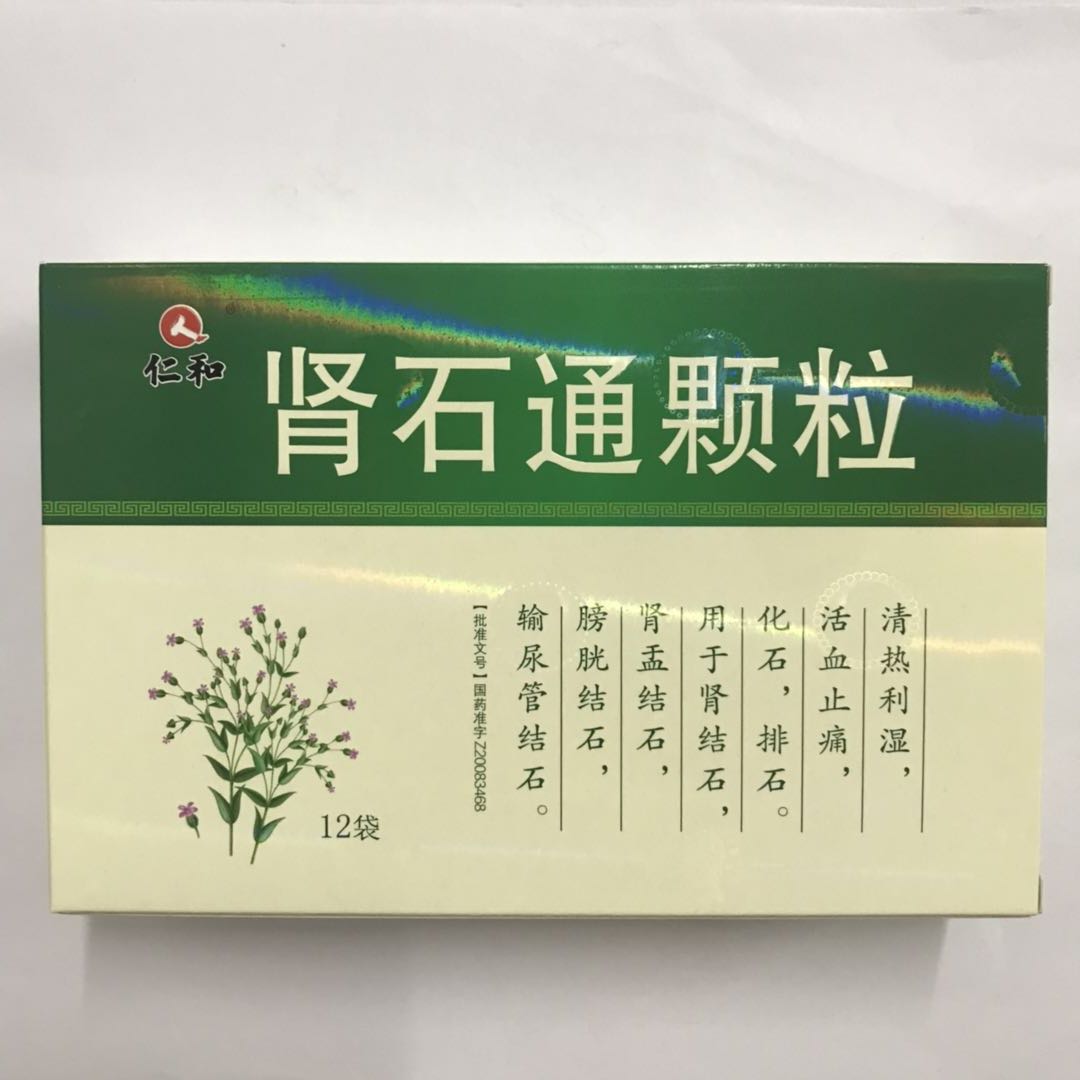 仁和
肾石通颗粒
清热利湿，
活血止痛，
化石，排石。
用于肾结石，
肾盂结石，
膀胱结石，
输尿管结石。
【批准文号】国药准字Z20083468
12袋